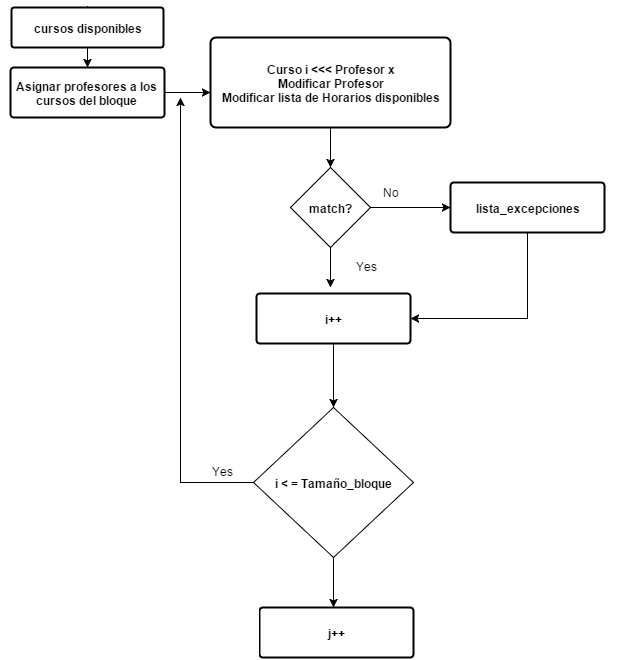 cursos disponibles
Asignar profesores a los
cursos del bloque
Curso i <<< Profesor x
Modificar Profesor
Modificar lista de Horarios disponibles
match?
No
lista_excepciones
Yes
i++
Yes
i < = Tamaño_bloque
j++